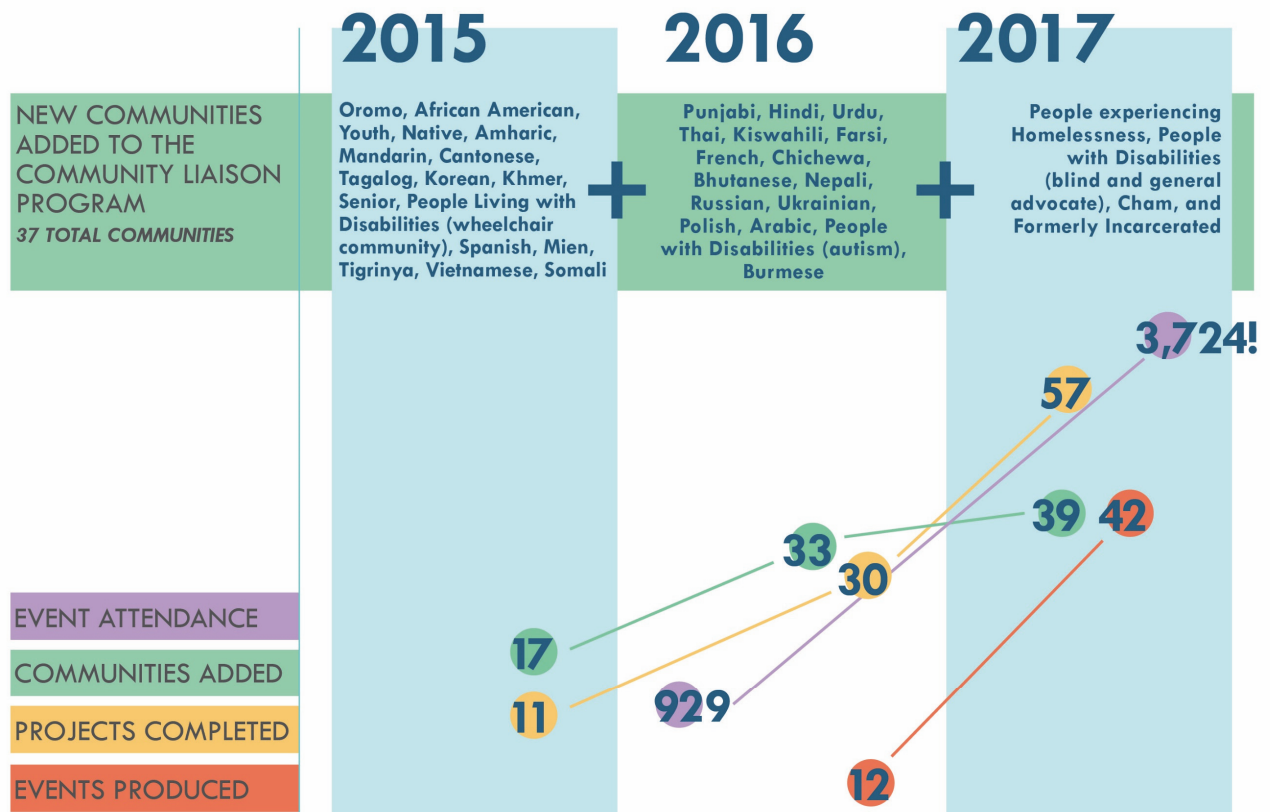 2015
2016
2017
NEW COMMUNITIES
ADDED TO THE
COMMUNITY LIAISON
PROGRAM
37 TOTAL COMMUNITIES
Oromo, African American,
Youth, Native, Amharic,
Mandarin, Cantonese,
Tagalog, Korean, Khmer,
Senior, People Living with
Disabilities (wheelchair
community), Spanish, Mien,
Tigrinya, Vietnamese, Somali
+
Punjabi, Hindi, Urdu,
Thai, Kiswahili, Farsi,
French, Chichewa,
Bhutanese, Nepali,
Russian, Ukrainian,
Polish, Arabic, People
with Disabilities (autism),
Burmese
+
People experiencing
Homelessness, People
with Disabilities
(blind and general
advocate), Cham, and
Formerly Incarcerated
3,724!
57
39
42
33
30
17
11
929
12
EVENT ATTENDANCE
COMMUNITIES ADDED
PROJECTS COMPLETED
EVENTS PRODUCED